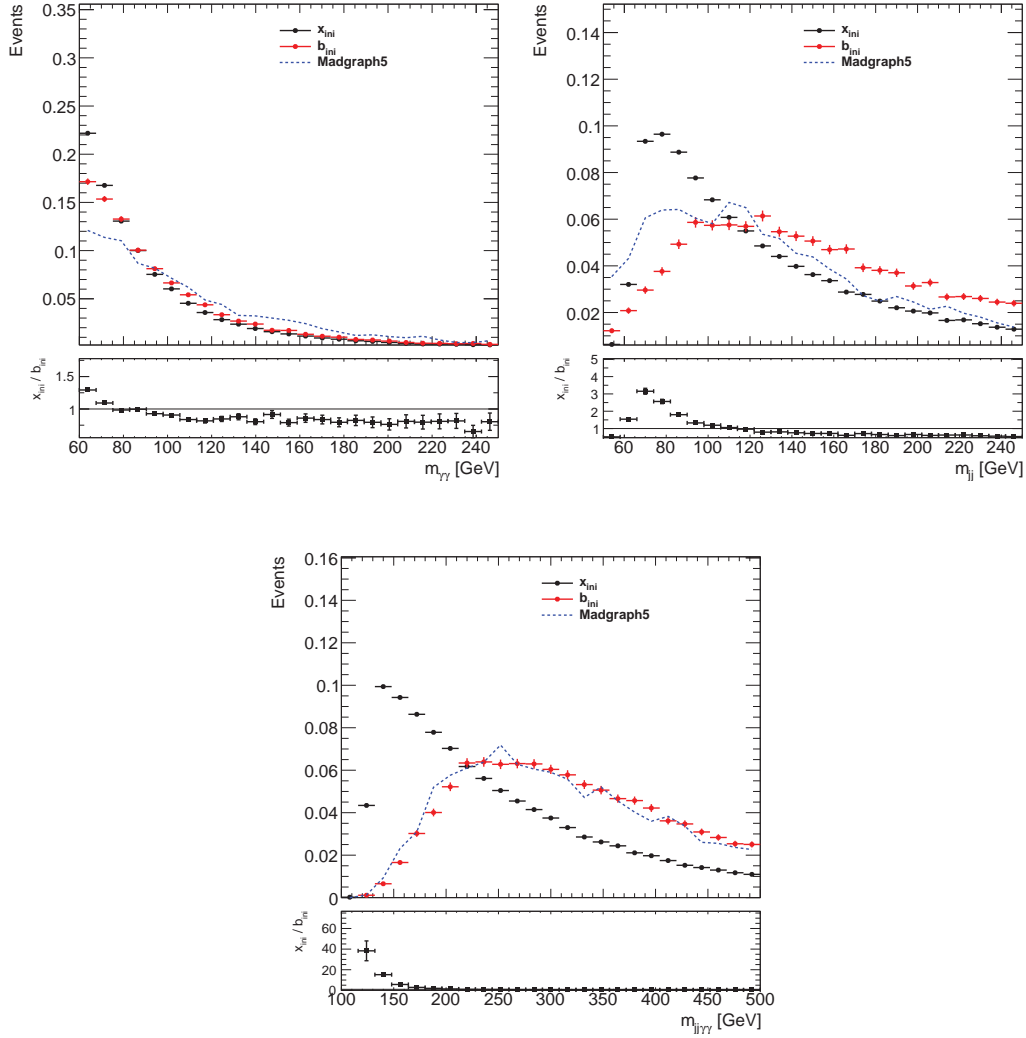 Events
0.35
0.3
0.25
0.2
0.15
0.1
0.05
x_ini
b_ini
Madgraph5
x_ini / b_ini
1.5
1
60 80 100 120 140 160 180 200 220 240
m_γγ [GeV]
Events
0.14
0.12
0.1
0.08
0.06
0.04
0.02
x_ini
b_ini
Madgraph5
x_ini / b_ini
5
4
3
2
1
60 80 100 120 140 160 180 200 220 240
m_jj [GeV]
Events
0.16
0.14
0.12
0.1
0.08
0.06
0.04
0.02
0
x_ini
b_ini
Madgraph5
x_ini / b_ini
60
40
20
0
100 150 200 250 300 350 400 450 500
m_jjγγ [GeV]